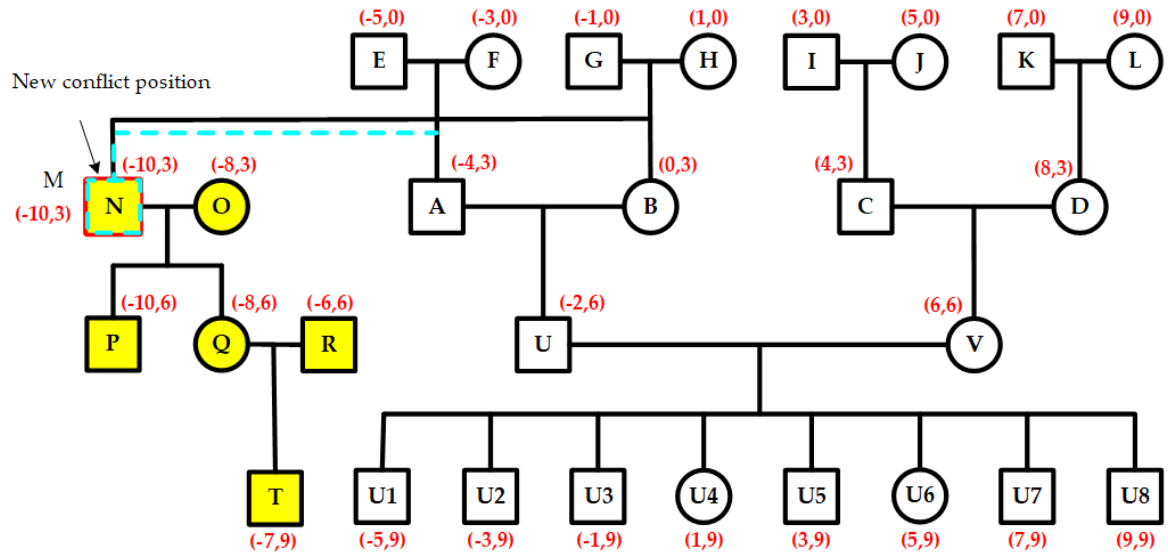 (-5,0) (-3,0) (-1,0) (1,0) (3,0) (5,0) (7,0) (9,0)
E F G H I J K L
New conflict position
(-10,3) (-8,3) (-4,3) (0,3) (4,3) (8,3)
M
(-10,3)
N O A B C D
(-10,6) (-8,6) (-6,6) (-2,6) (6,6)
P Q R U V
T U1 U2 U3 U4 U5 U6 U7 U8
(-7,9) (-5,9) (-3,9) (-1,9) (1,9) (3,9) (5,9) (7,9) (9,9)